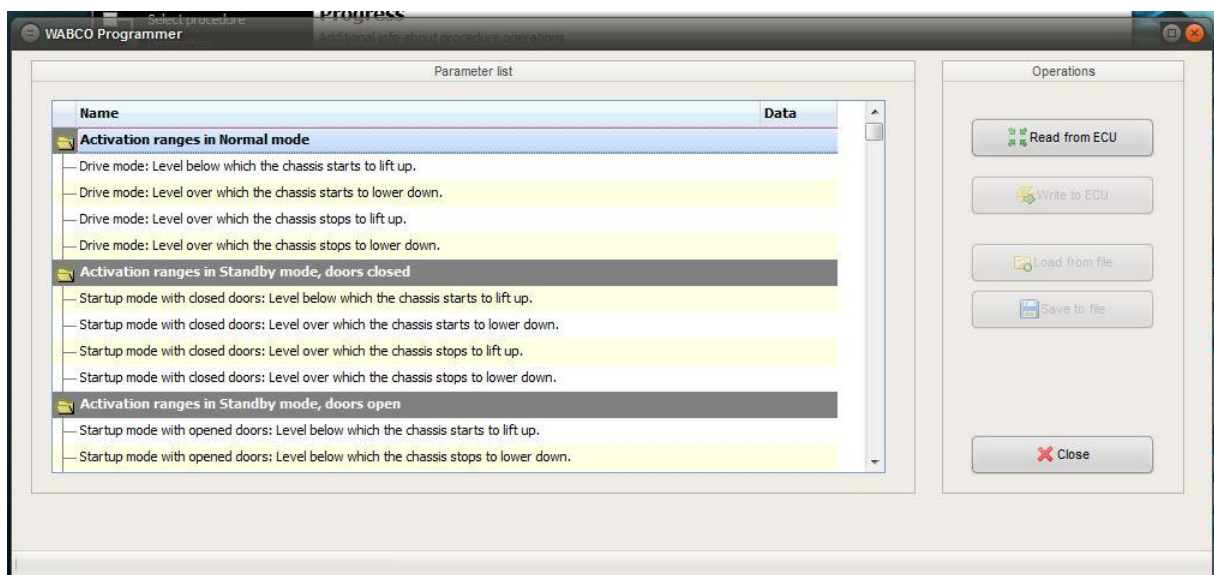 Select procedure
Progress
Additional info about procedure operations
WABCO Programmer
Parameter list
Operations
Name Data
Activation ranges in Normal mode
Drive mode: Level below which the chassis starts to lift up.
Drive mode: Level over which the chassis starts to lower down.
Drive mode: Level over which the chassis stops to lift up.
Drive mode: Level over which the chassis stops to lower down.
Activation ranges in Standby mode, doors closed
Startup mode with closed doors: Level below which the chassis starts to lift up.
Startup mode with closed doors: Level over which the chassis starts to lower down.
Startup mode with closed doors: Level over which the chassis stops to lift up.
Startup mode with closed doors: Level over which the chassis stops to lower down.
Activation ranges in Standby mode, doors open
Startup mode with opened doors: Level below which the chassis starts to lift up.
Startup mode with opened doors: Level below which the chassis stops to lower down.
Read from ECU
Write to ECU
Load from file
Save to file
Close